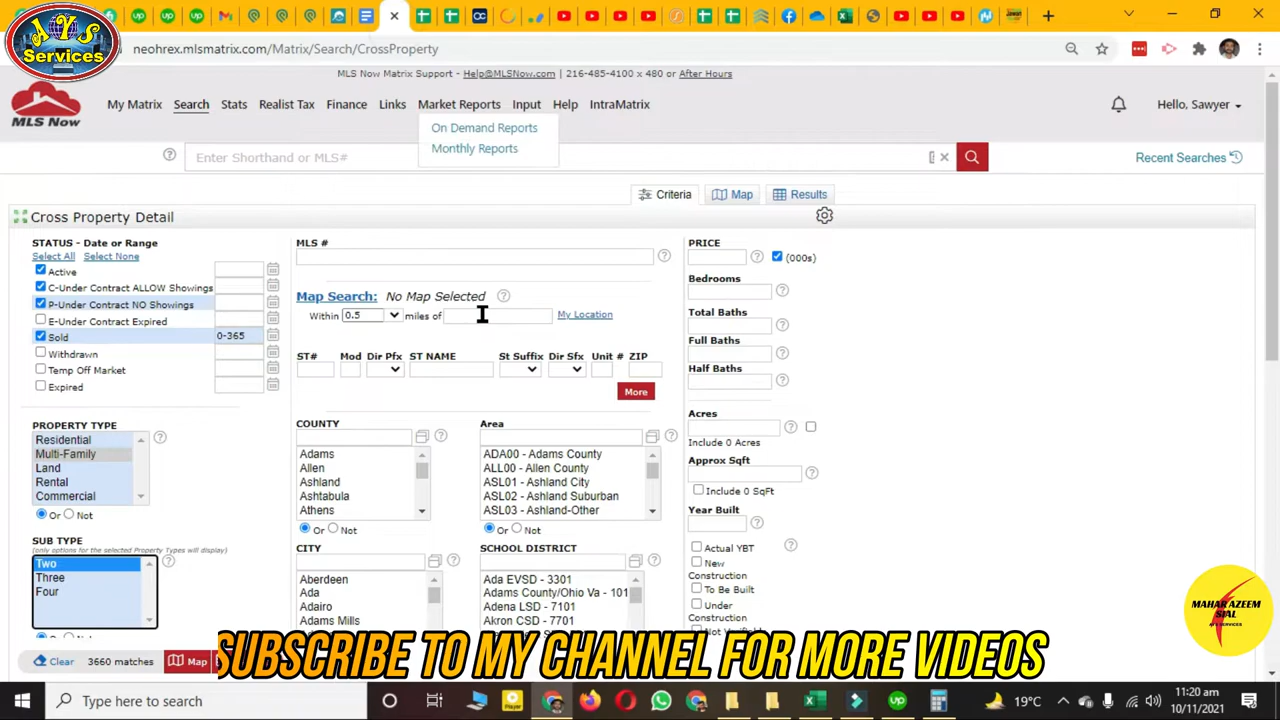 AYS
Services
neohrex.mlsmatrix.com/Matrix/Search/CrossProperty
MLS Now Matrix Support - Help@MLSNow.com | 216-485-4100 x 480 or After Hours
MLS NOW
My Matrix Search Stats Realist Tax Finance Links Market Reports Input Help IntraMatrix
Hello, Sawyer
On Demand Reports
Monthly Reports
Enter Shorthand or MLS#
Recent Searches
Criteria Map Results
Cross Property Detail
STATUS - Date or Range
Select All Select None
Active
C-Under Contract ALLOW Showings
P-Under Contract NO Showings
E-Under Contract Expired
Sold 0-365
Withdrawn
Temp Off Market
Expired
PROPERTY TYPE
Residential
Multi-Family
Land
Rental
Commercial
Or Not
SUB TYPE
(only options for the selected Property Types will display)
Two
Three
Four
MLS #
Map Search: No Map Selected
Within 0.5 miles of My Location
ST# Mod Dir Pfx ST NAME St Suffix Dir Sfx Unit # ZIP
More
COUNTY
Adams
Allen
Ashland
Ashtabula
Athens
Or Not
Area
ADA00 - Adams County
ALL00 - Allen County
ASL01 - Ashland City
ASL02 - Ashland Suburban
ASL03 - Ashland-Other
Or Not
CITY
Aberdeen
Ada
Adairo
Adams Mills
SCHOOL DISTRICT
Ada EVSD - 3301
Adams County/Ohio Va - 101
Adena LSD - 7101
Akron CSD - 7701
PRICE
(000s)
Bedrooms
Total Baths
Full Baths
Half Baths
Acres
Include 0 Acres
Approx Sqft
Include 0 SqFt
Year Built
Actual YBT
New
Construction
To Be Built
Under
Construction
Clear 3660 matches Map
SUBSCRIBE TO MY CHANNEL FOR MORE VIDEOS
MAHAR AZEEM
SIAL
AYS SERVICES
Type here to search
19°C
11:20 am
10/11/2021